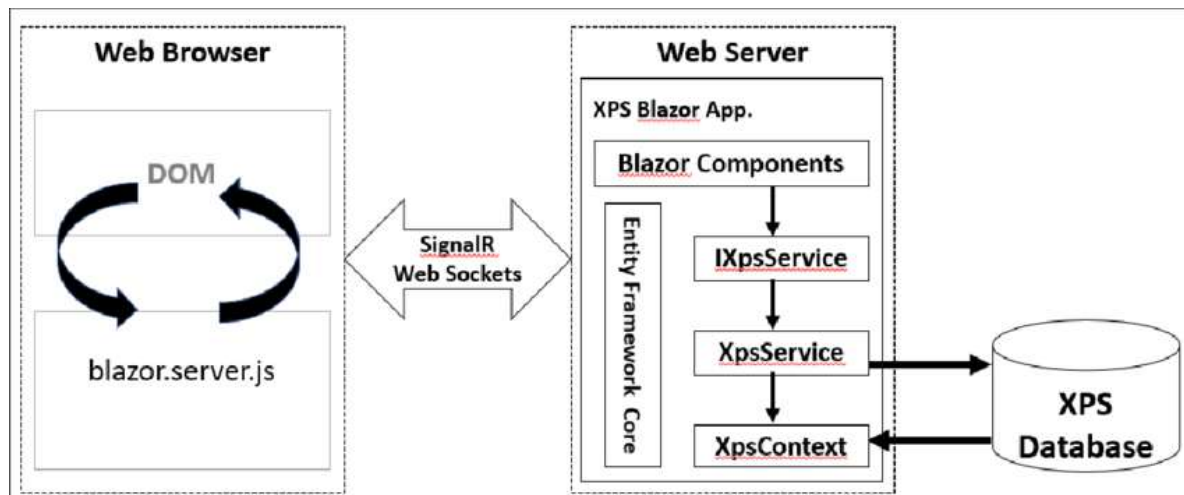 Web Browser
DOM
blazor.server.js
SignalR
Web Sockets
Web Server
XPS Blazor App.
Blazor Components
Entity Framework Core
IXpsService
XpsService
XpsContext
XPS
Database